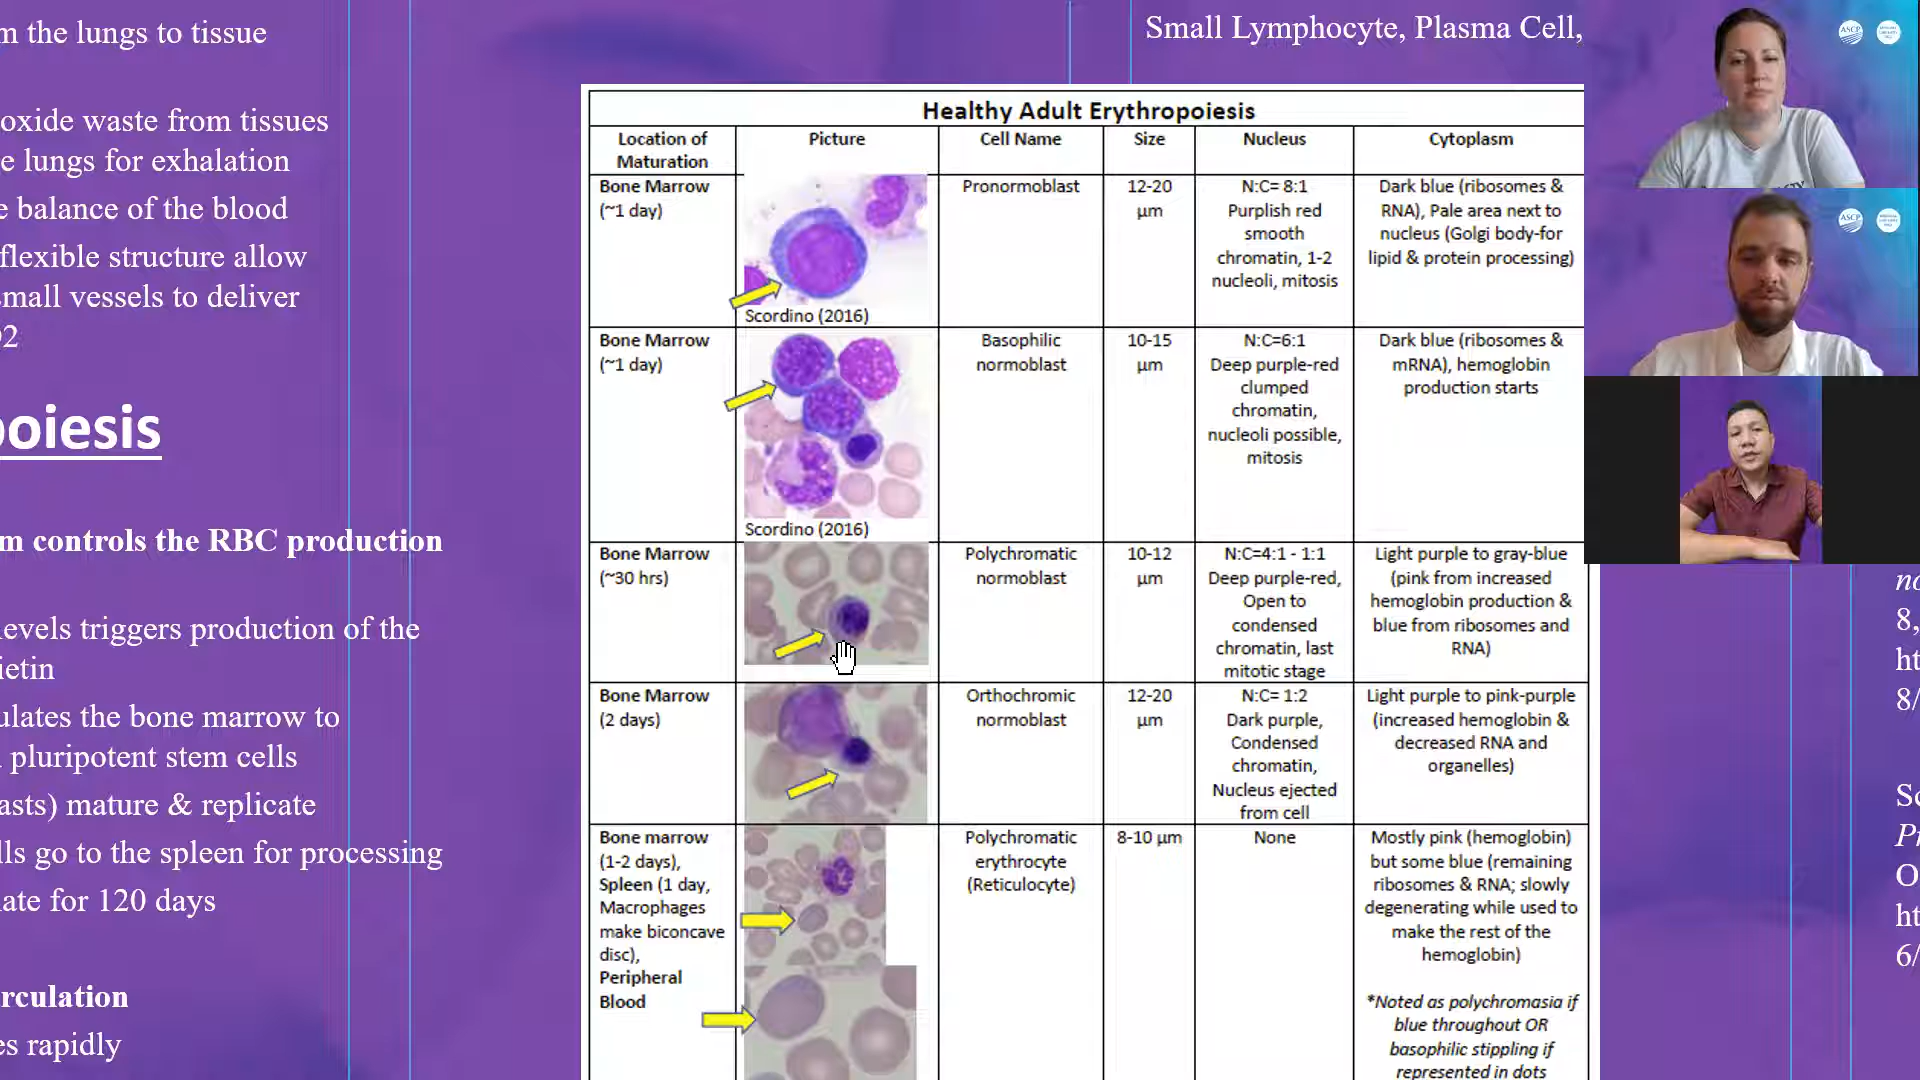 m the lungs to tissue
oxide waste from tissues
e lungs for exhalation
e balance of the blood
flexible structure allow
small vessels to deliver
poiesis
m controls the RBC production
levels triggers production of the
ietin
ulates the bone marrow to
pluripotent stem cells
asts) mature & replicate
lls go to the spleen for processing
ate for 120 days
rculation
es rapidly
Small Lymphocyte, Plasma Cell,
Healthy Adult Erythropoiesis
Location of
Maturation
Picture
Cell Name
Size
Nucleus
Cytoplasm
Bone Marrow
(~1 day)
Scordino (2016)
Pronormoblast
12-20
µm
N:C= 8:1
Purplish red
smooth
chromatin, 1-2
nucleoli, mitosis
Dark blue (ribosomes &
RNA), Pale area next to
nucleus (Golgi body-for
lipid & protein processing)
Bone Marrow
(~1 day)
Scordino (2016)
Basophilic
normoblast
10-15
µm
N:C=6:1
Deep purple-red
clumped
chromatin,
nucleoli possible,
mitosis
Dark blue (ribosomes &
mRNA), hemoglobin
production starts
Bone Marrow
(~30 hrs)
Polychromatic
normoblast
10-12
µm
N:C=4:1 - 1:1
Deep purple-red,
Open to
condensed
chromatin, last
mitotic stage
Light purple to gray-blue
(pink from increased
hemoglobin production &
blue from ribosomes and
RNA)
Bone Marrow
(2 days)
Orthochromic
normoblast
12-20
µm
N:C= 1:2
Dark purple,
Condensed
chromatin,
Nucleus ejected
from cell
Light purple to pink-purple
(increased hemoglobin &
decreased RNA and
organelles)
Bone marrow
(1-2 days),
Spleen (1 day,
Macrophages
make biconcave
disc),
Peripheral
Blood
Polychromatic
erythrocyte
(Reticulocyte)
8-10 µm
None
Mostly pink (hemoglobin)
but some blue (remaining
ribosomes & RNA; slowly
degenerating while used to
make the rest of the
hemoglobin)
*Noted as polychromasia if
blue throughout OR
basophilic stippling if
represented in dots
ASCP
ASCP
8,
ht
8/
Sc
O
ht
6/